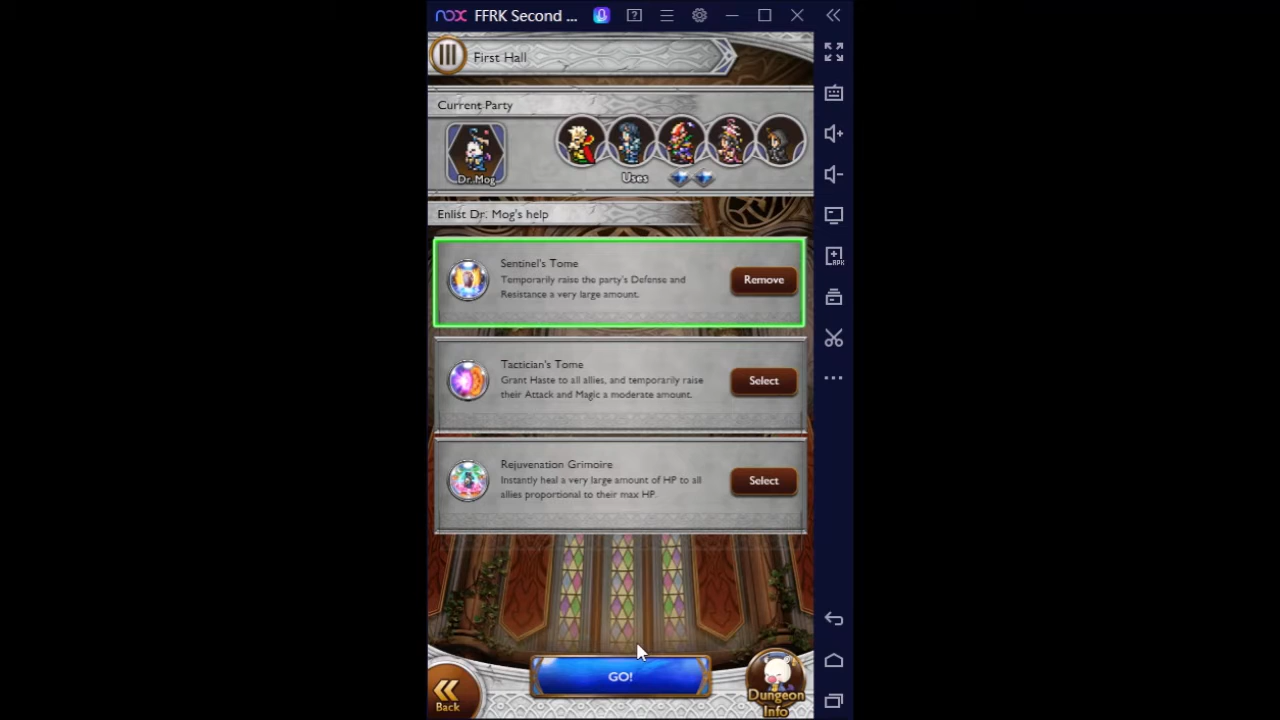 nox FFRK Second ...
First Hall
Current Party
Dr. Mog
Uses
Enlist Dr. Mog's help
Sentinel's Tome
Temporarily raise the party's Defense and
Resistance a very large amount.
Remove
Tactician's Tome
Grant Haste to all allies, and temporarily raise
their Attack and Magic a moderate amount.
Select
Rejuvenation Grimoire
Instantly heal a very large amount of HP to all
allies proportional to their max HP.
Select
GO!
Back
Dungeon
Info
APK